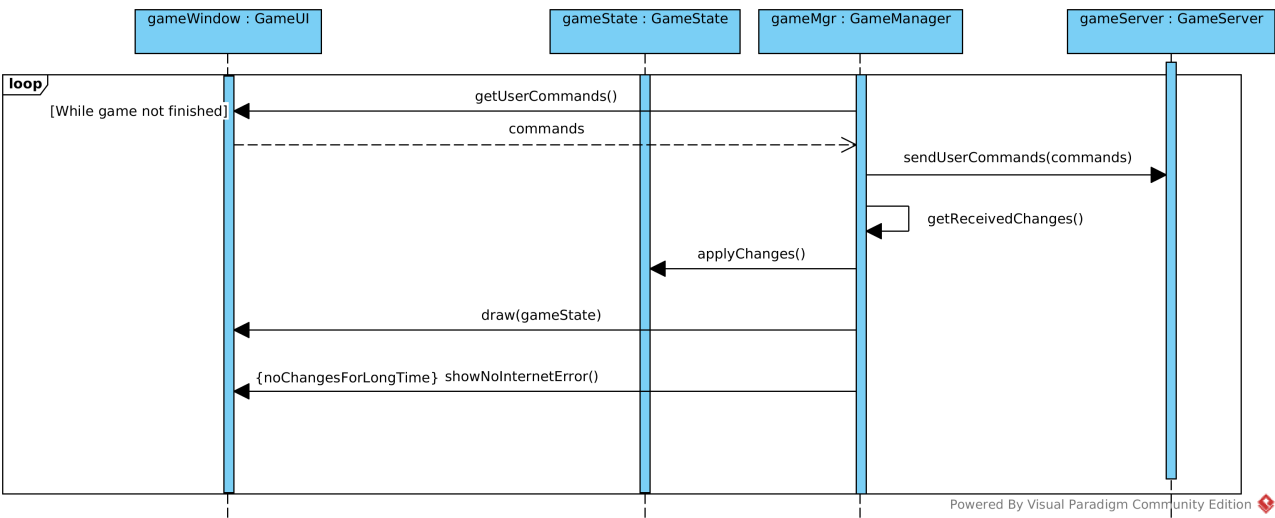 gameWindow : GameUI
gameState : GameState
gameMgr : GameManager
gameServer : GameServer
loop
[While game not finished]
getUserCommands()
commands
sendUserCommands(commands)
getReceivedChanges()
applyChanges()
draw(gameState)
{noChangesForLongTime} showNoInternetError()
Powered By Visual Paradigm Community Edition